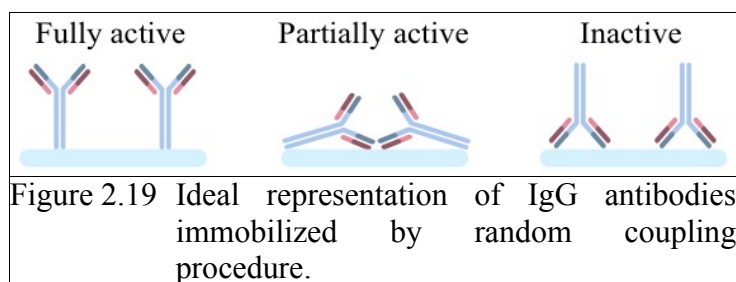 Fully active Partially active Inactive
Figure 2.19 Ideal representation of IgG antibodies
immobilized by random coupling
procedure.